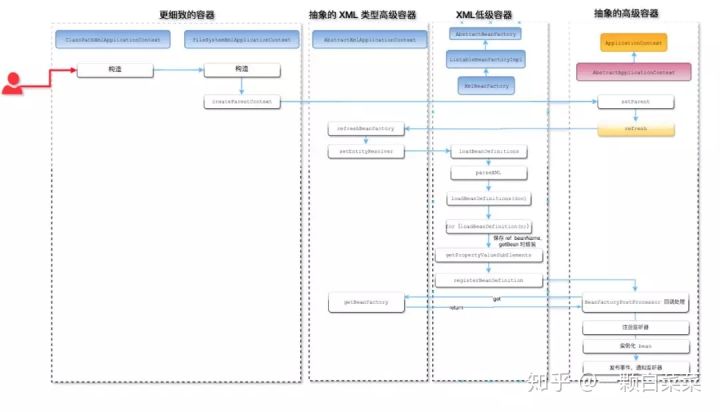 更细致的容器
抽象的 XML 类型高级容器
XML低级容器
抽象的高级容器
ClassPathXmlApplicationContext
FileSystemXmlApplicationContext
AbstractXmlApplicationContext
AbstractBeanFactory
ListableBeanFactoryImpl
XmlBeanFactory
ApplicationContext
AbstractApplicationContext
构造
构造
createParentContext
setParent
refreshBeanFactory
refresh
setEntityResolver
loadBeanDefinitions
parseXML
loadBeanDefinitions(doc)
for (loadBeanDefinition(n))
保存 ref beanName,
getBean 时组装
getPropertyValueSubElements
registerBeanDefinition
get
getBeanFactory
return
BeanFactoryPostProcessor 回调处理
注册监听器
实例化 bean
发布事件，通知监听器
知乎 @一颗白菜菜